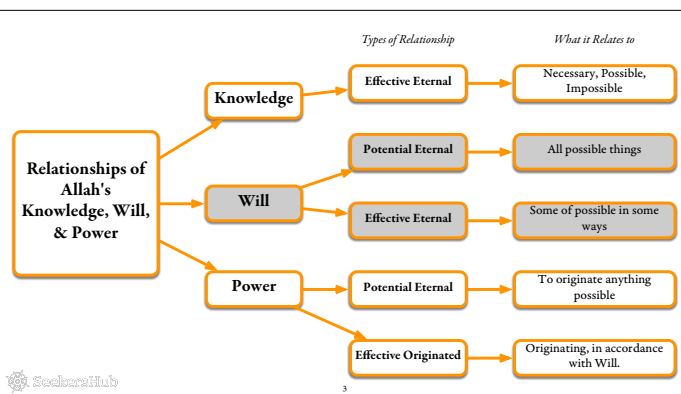 Types of Relationship
What it Relates to
Relationships of
Allah's
Knowledge, Will,
& Power
Knowledge
Effective Eternal
Necessary, Possible,
Impossible
Will
Potential Eternal
All possible things
Effective Eternal
Some of possible in some
ways
Power
Potential Eternal
To originate anything
possible
Effective Originated
Originating, in accordance
with Will.
SeekersHub
3